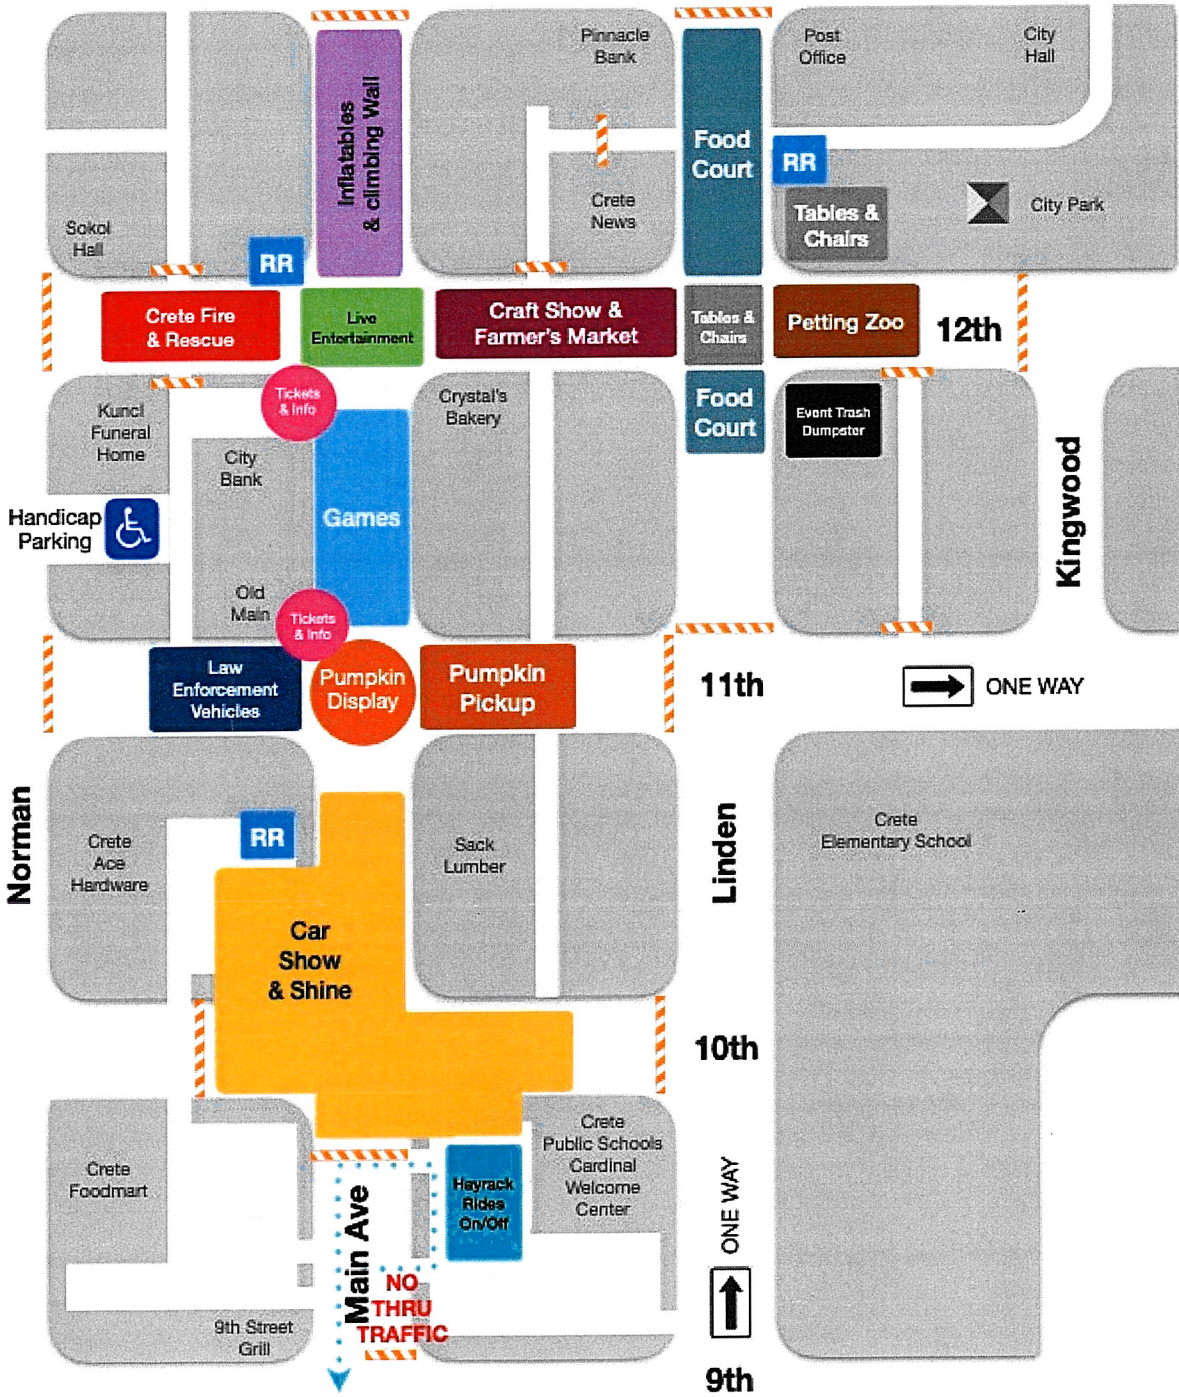 Pinnacle
Bank
Post
Office
City
Hall
Inflatables
& climbing Wall
Food
Court
RR
Crete
News
Tables &
Chairs
City Park
Sokol
Hall
RR
Crete Fire
& Rescue
Live
Entertainment
Craft Show &
Farmer's Market
Tables &
Chairs
Petting Zoo
12th
Kuncl
Funeral
Home
Tickets
& Info
Crystal's
Bakery
Food
Court
Event Trash
Dumpster
City
Bank
Handicap
Parking
Games
Kingwood
Old
Main
Tickets
& Info
Law
Enforcement
Vehicles
Pumpkin
Display
Pumpkin
Pickup
11th
ONE WAY
Norman
Crete
Ace
Hardware
RR
Sack
Lumber
Linden
Crete
Elementary School
Car
Show
& Shine
10th
Crete
Foodmart
Main Ave
Hayrack
Rides
On/Off
Crete
Public Schools
Cardinal
Welcome
Center
ONE WAY
NO
THRU
TRAFFIC
9th Street
Grill
9th